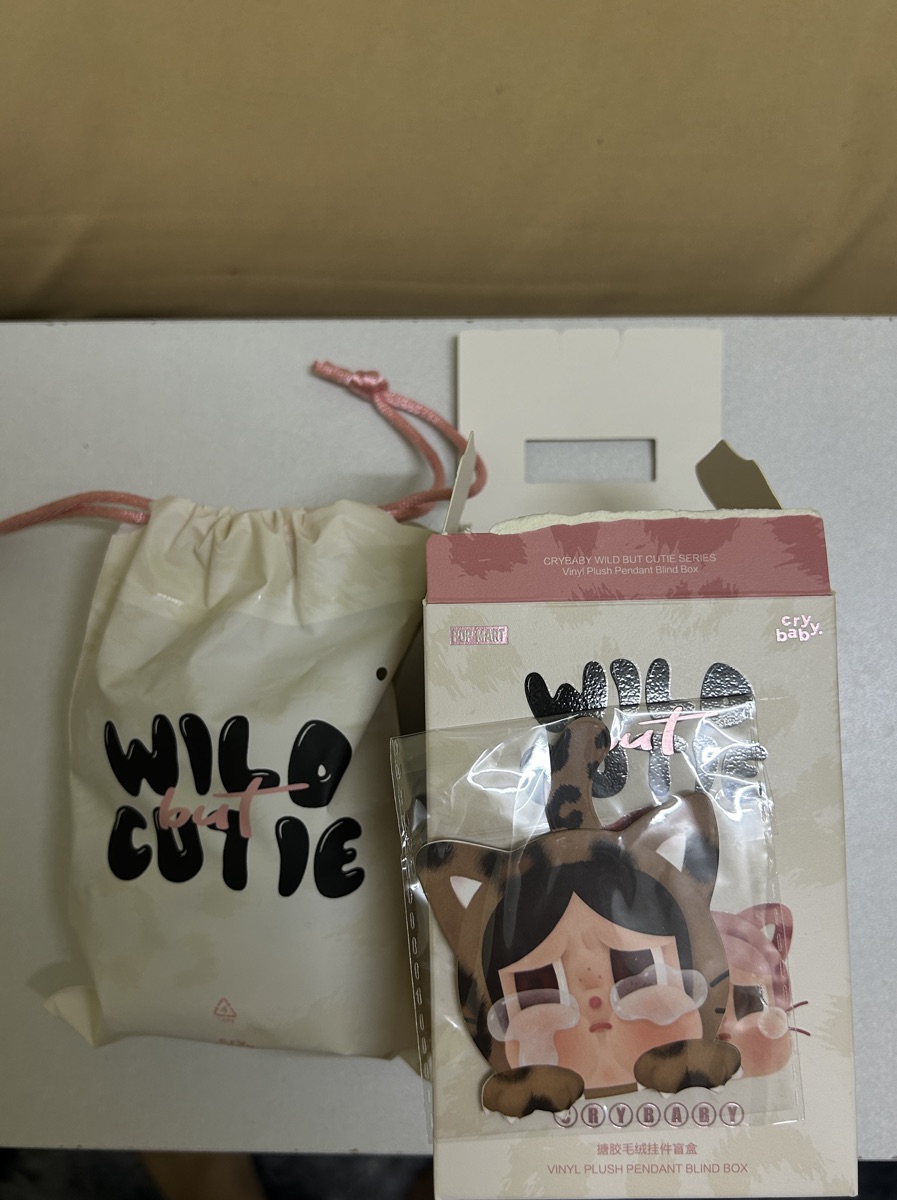 WILD
but
CUTIE
CRYBABY WILD BUT CUTIE SERIES
Vinyl Plush Pendant Blind Box
POP MART
cry
baby.
WILD
but
CRYBABY
搪胶毛绒挂件盲盒
VINYL PLUSH PENDANT BLIND BOX